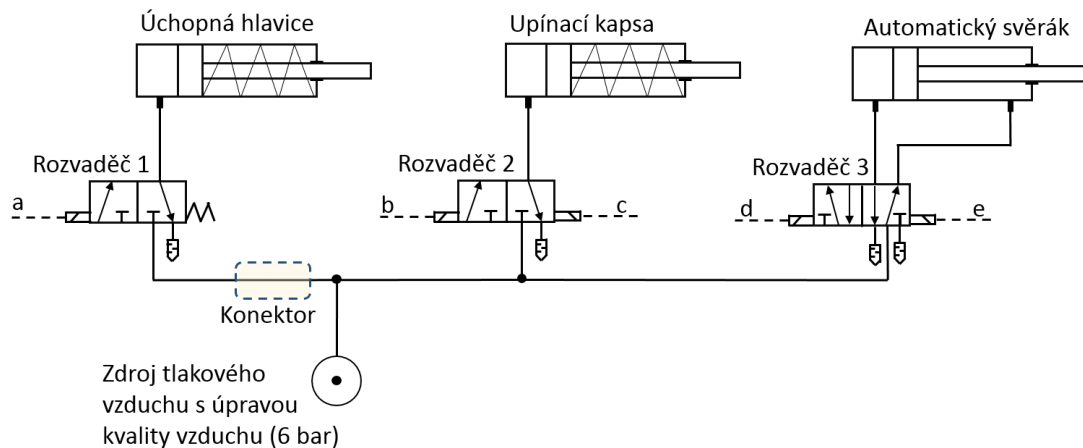 Úchopná hlavice
Upínací kapsa
Automatický svěrák
Rozvaděč 1
Rozvaděč 2
Rozvaděč 3
a
b
c
d
e
Konektor
Zdroj tlakového
vzduchu s úpravou
kvality vzduchu (6 bar)